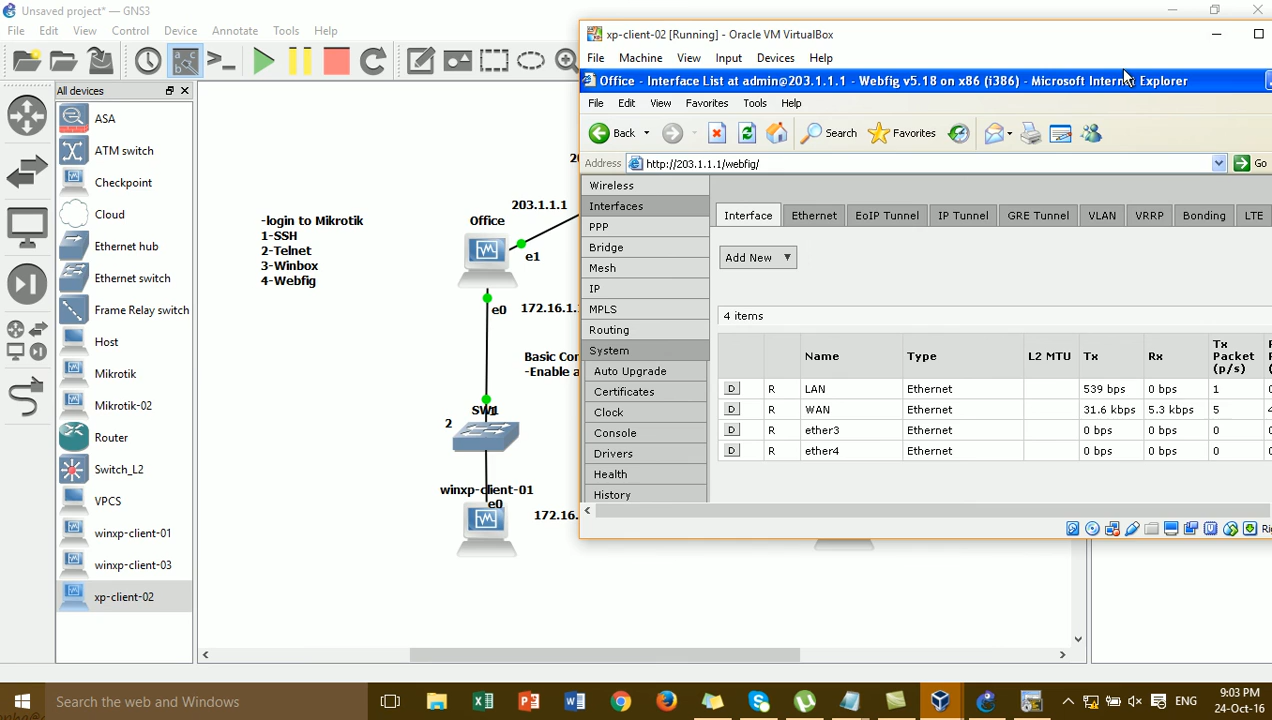 Unsaved project* - GNS3
File Edit View Control Device Annotate Tools Help
All devices
ASA
ATM switch
Checkpoint
Cloud
Ethernet hub
Ethernet switch
Frame Relay switch
Host
Mikrotik
Mikrotik-02
Router
Switch_L2
VPCS
winxp-client-01
winxp-client-03
xp-client-02
-login to Mikrotik
1-SSH
2-Telnet
3-Winbox
4-Webfig
203.1.1.1
Office
e1
e0
172.16.1.
Basic Con
-Enable a
SW1
1
2
winxp-client-01
e0
172.16.
xp-client-02 [Running] - Oracle VM VirtualBox
File Machine View Input Devices Help
Office - Interface List at admin@203.1.1.1 - Webfig v5.18 on x86 (i386) - Microsoft Internet Explorer
File Edit View Favorites Tools Help
Back Search Favorites
Address http://203.1.1.1/webfig/ Go
Wireless
Interfaces
PPP
Bridge
Mesh
IP
MPLS
Routing
System
Auto Upgrade
Certificates
Clock
Console
Drivers
Health
History
Interface Ethernet EoIP Tunnel IP Tunnel GRE Tunnel VLAN VRRP Bonding LTE
Add New
4 items
Name Type L2 MTU Tx Rx Tx Packet (p/s)
D R LAN Ethernet 539 bps 0 bps 1
D R WAN Ethernet 31.6 kbps 5.3 kbps 5 4
D R ether3 Ethernet 0 bps 0 bps 0
D R ether4 Ethernet 0 bps 0 bps 0
Search the web and Windows
ENG
9:03 PM
24-Oct-16